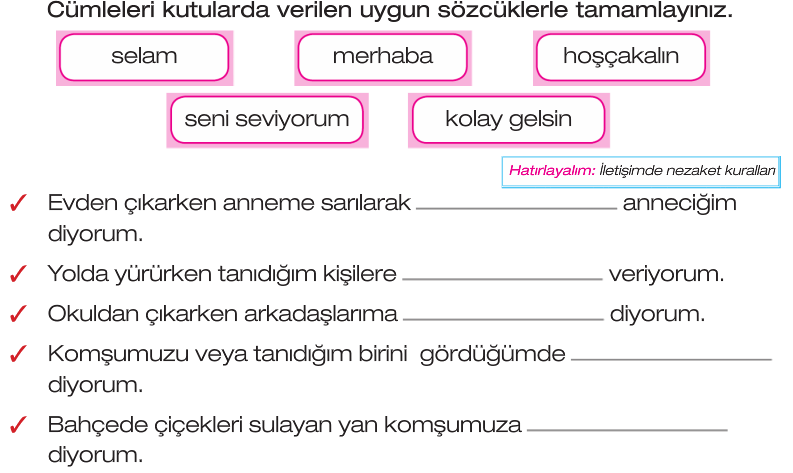 Cümleleri kutularda verilen uygun sözcüklerle tamamlayınız.
selam merhaba hoşçakalın
seni seviyorum kolay gelsin
Hatırlayalım: İletişimde nezaket kuralları
✓ Evden çıkarken anneme sarılarak ____________ anneciğim
diyorum.
✓ Yolda yürürken tanıdığım kişilere ____________ veriyorum.
✓ Okuldan çıkarken arkadaşlarıma ____________ diyorum.
✓ Komşumuzu veya tanıdığım birini gördüğümde ____________
diyorum.
✓ Bahçede çiçekleri sulayan yan komşumuza ____________
diyorum.